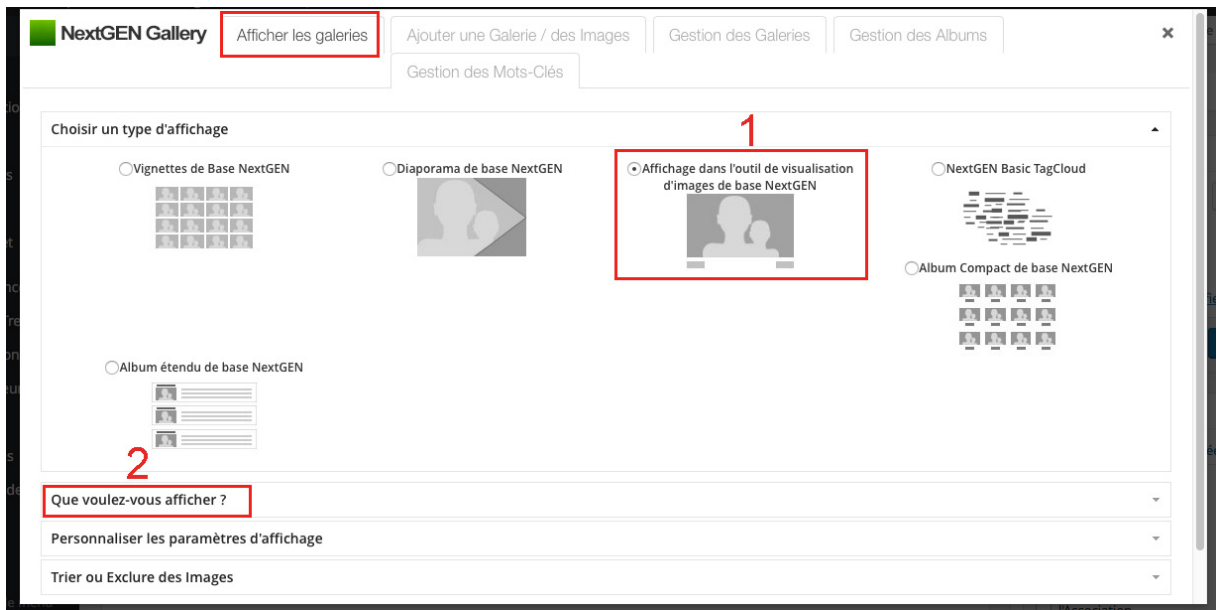 NextGEN Gallery
Afficher les galeries
Ajouter une Galerie / des Images
Gestion des Galeries
Gestion des Albums
×
Gestion des Mots-Clés
Choisir un type d'affichage
1
Vignettes de Base NextGEN
Diaporama de base NextGEN
Affichage dans l'outil de visualisation
d'images de base NextGEN
NextGEN Basic TagCloud
Album Compact de base NextGEN
Album étendu de base NextGEN
2
Que voulez-vous afficher ?
Personnaliser les paramètres d'affichage
Trier ou Exclure des Images